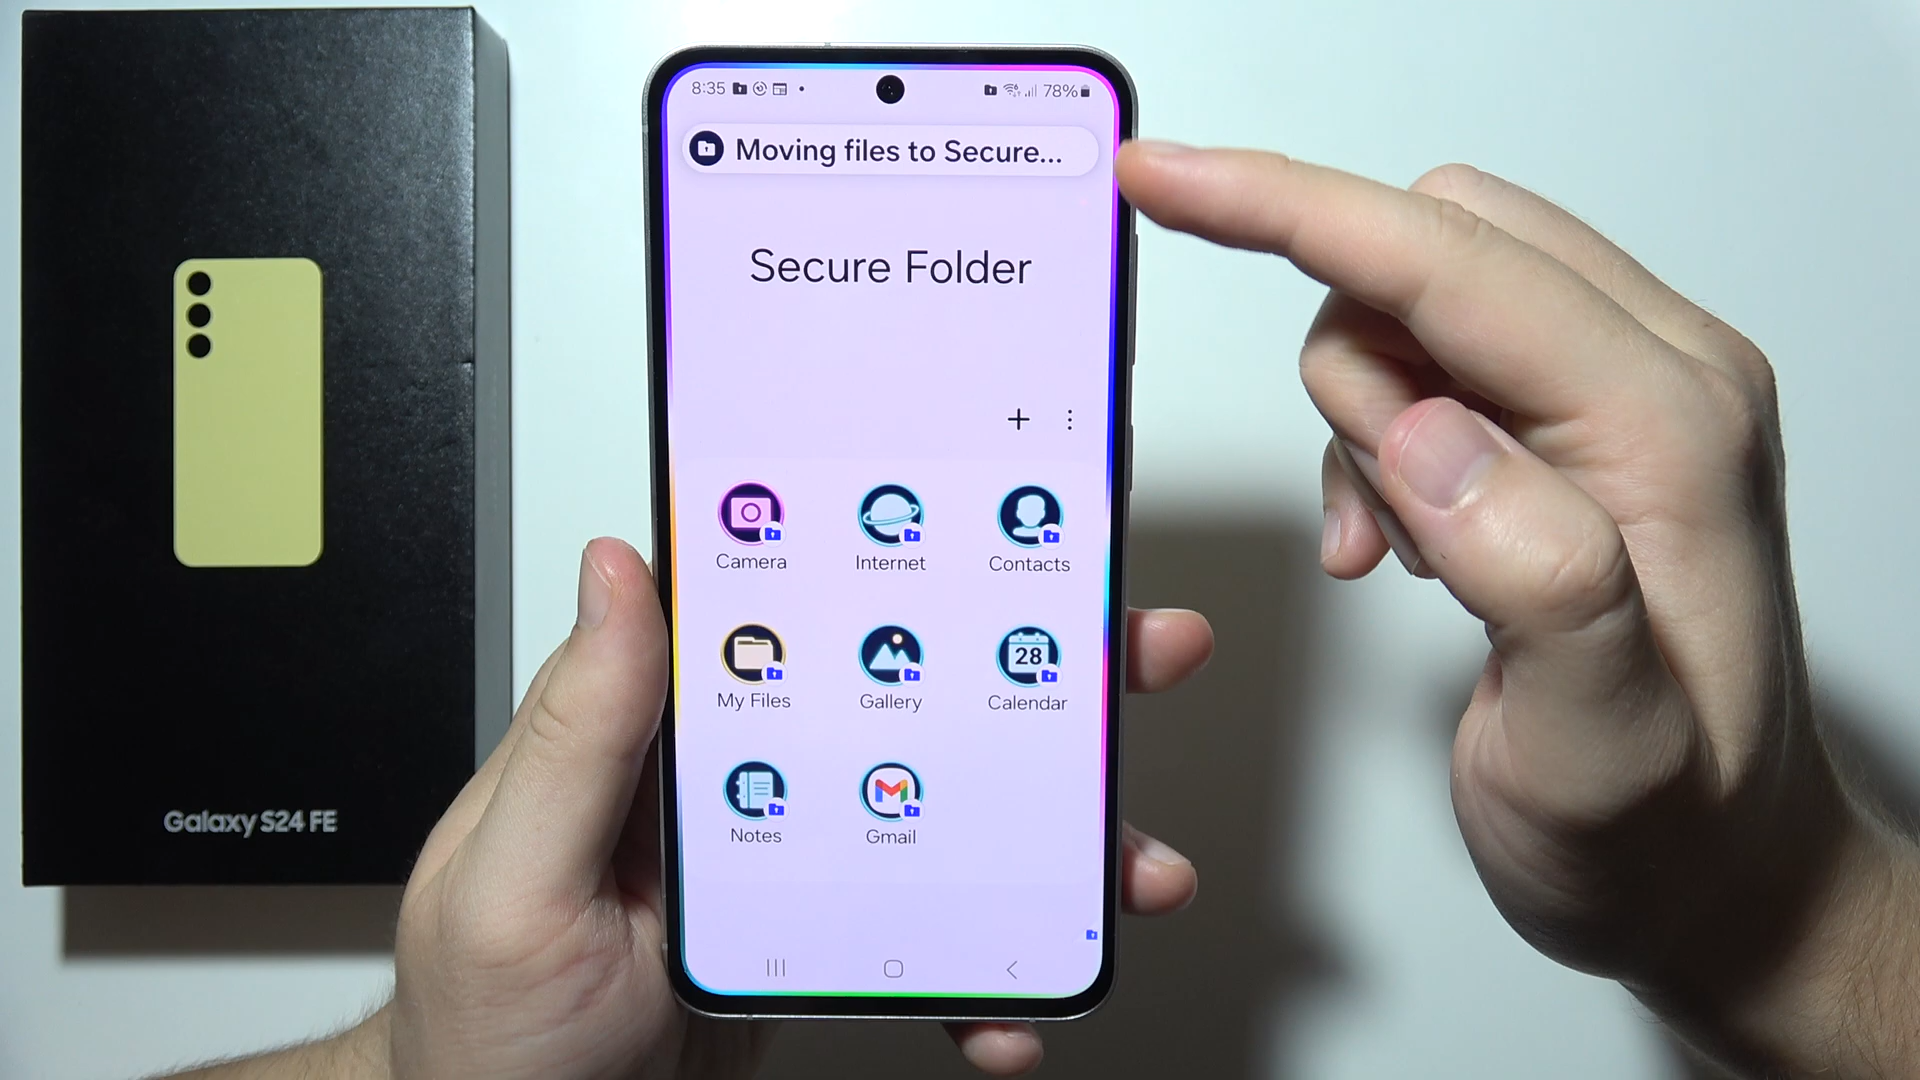 8:35
78%
Moving files to Secure...
Secure Folder
Camera
Internet
Contacts
My Files
Gallery
28
Calendar
Notes
Gmail
Galaxy S24 FE